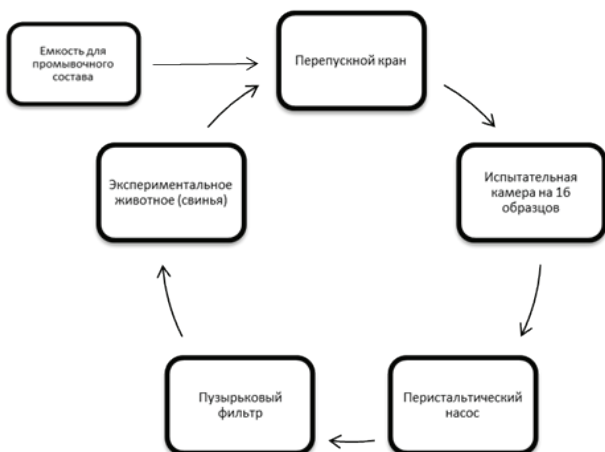 Емкость для
промывочного
состава
Перепускной кран
Экспериментальное
животное (свинья)
Испытательная
камера на 16
образцов
Пузырьковый
фильтр
Перистальтический
насос